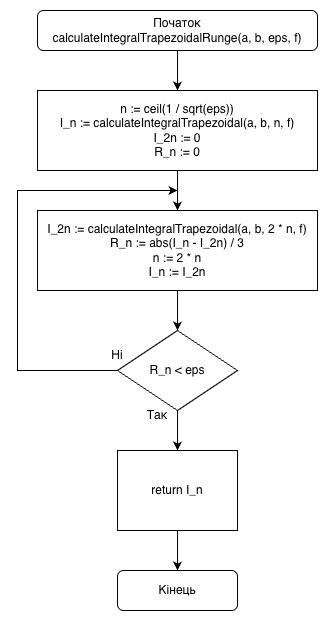 Початок
calculateIntegralTrapezoidalRunge(a, b, eps, f)
n := ceil(1 / sqrt(eps))
I_n := calculateIntegralTrapezoidal(a, b, n, f)
I_2n := 0
R_n := 0
I_2n := calculateIntegralTrapezoidal(a, b, 2 * n, f)
R_n := abs(I_n - I_2n) / 3
n := 2 * n
I_n := I_2n
Ні
R_n < eps
Так
return I_n
Кінець